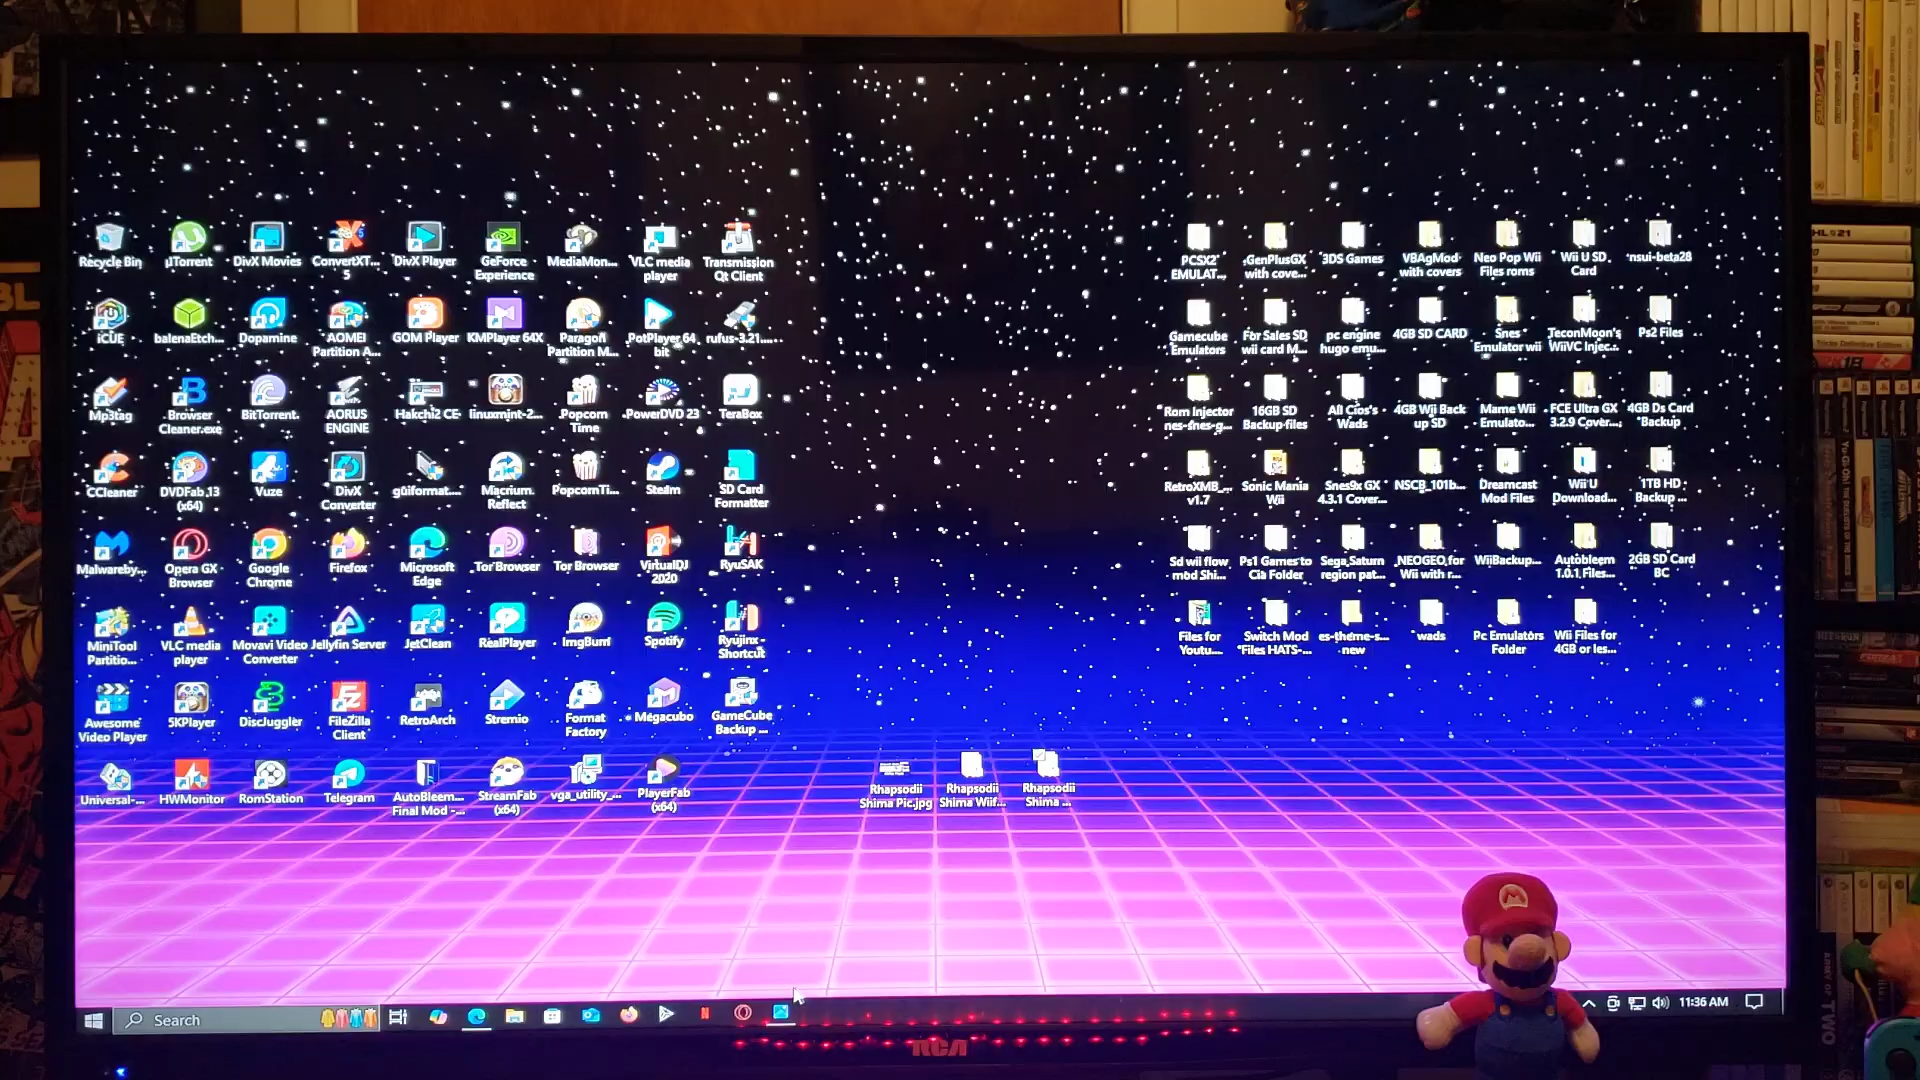 Recycle Bin
µTorrent
DivX Movies
ConvertXT...
5
DivX Player
GeForce
Experience
MediaMon...
VLC media
player
Transmission
Qt Client
iCUE
balenaEtch...
Dopamine
AOMEI
Partition A...
GOM Player
KMPlayer 64X
Paragon
Partition M...
PotPlayer 64
bit
rufus-3.21....
Mp3tag
Browser
Cleaner.exe
BitTorrent
AORUS
ENGINE
Hakchi2 CE
linuxmint-2...
Popcorn
Time
PowerDVD 23
TeraBox
CCleaner
DVDFab 13
(x64)
Vuze
DivX
Converter
guiformat....
Macrium
Reflect
PopcornTi...
Steam
SD Card
Formatter
Malwareby...
Opera GX
Browser
Google
Chrome
Firefox
Microsoft
Edge
Tor Browser
Tor Browser
VirtualDJ
2020
RyuSAK
MiniTool
Partitio...
VLC media
player
Movavi Video
Converter
Jellyfin Server
JetClean
RealPlayer
ImgBurn
Spotify
Ryujinx -
Shortcut
Awesome
Video Player
5KPlayer
DiscJuggler
FileZilla
Client
RetroArch
Stremio
Format
Factory
Megacubo
GameCube
Backup ...
Universal-...
HWMonitor
RomStation
Telegram
AutoBleem...
Final Mod -...
StreamFab
(x64)
vga_utility_...
PlayerFab
(x64)
Rhapsodii
Shima Pic.jpg
Rhapsodii
Shima Wiif...
Rhapsodii
Shima ...
PCSX2
EMULAT...
GenPlusGX
with cove...
3DS Games
VBAgMod
with covers
Neo Pop Wii
Files roms
Wii U SD
Card
nsui-beta28
Gamecube
Emulators
For Sales SD
wii card M...
pc engine
hugo emu...
4GB SD CARD
Snes
Emulator wii
TeconMoon's
WiiVC Injec...
Ps2 Files
Rom Injector
nes-snes-g...
16GB SD
Backup files
All Cios's
Wads
4GB Wii Back
up SD
Mame Wii
Emulato...
FCE Ultra GX
3.2.9 Cover...
4GB Ds Card
Backup
RetroXMB_...
v1.7
Sonic Mania
Wii
Snes9x GX
4.3.1 Cover...
NSCB_101b...
Dreamcast
Mod Files
Wii U
Download...
1TB HD
Backup ...
Sd wii flow
mod Shi...
Ps1 Games to
Cia Folder
Sega Saturn
region pat...
NEOGEO for
Wii with r...
WiiBackup...
Autobleem
1.0.1 Files...
2GB SD Card
BC
Files for
Youtu...
Switch Mod
Files HATS-...
es-theme-s...
new
wads
Pc Emulators
Folder
Wii Files for
4GB or les...
Search
11:36 AM
RCA
M
ARMY OF TWO